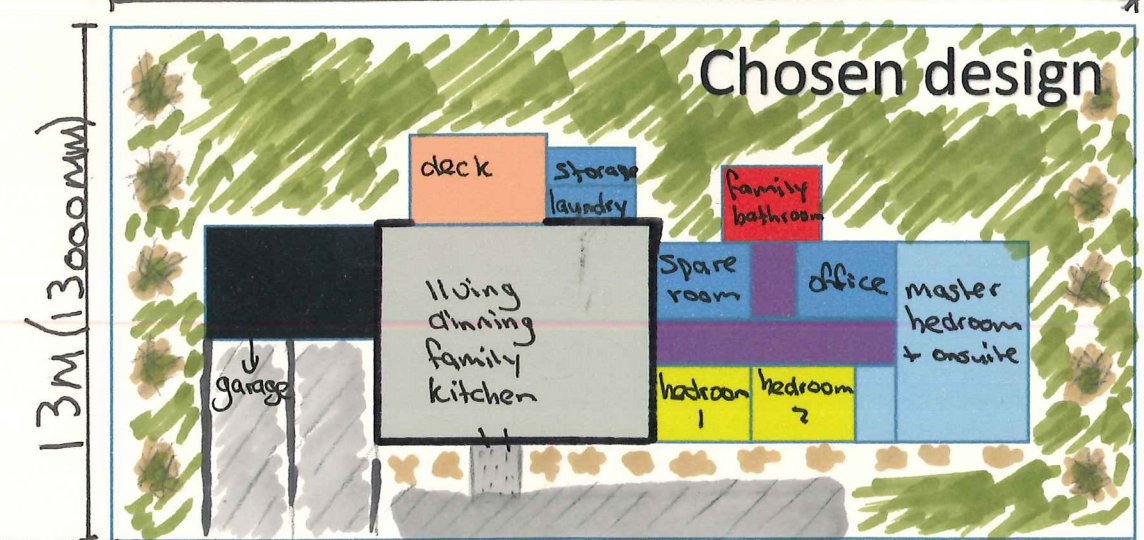 Chosen design
13M (13000MM)
deck
storage
laundry
family
bathroom
spare
room
office
master
bedroom
+ onsuite
living
dinning
family
kitchen
garage
bedroom
1
bedroom
2